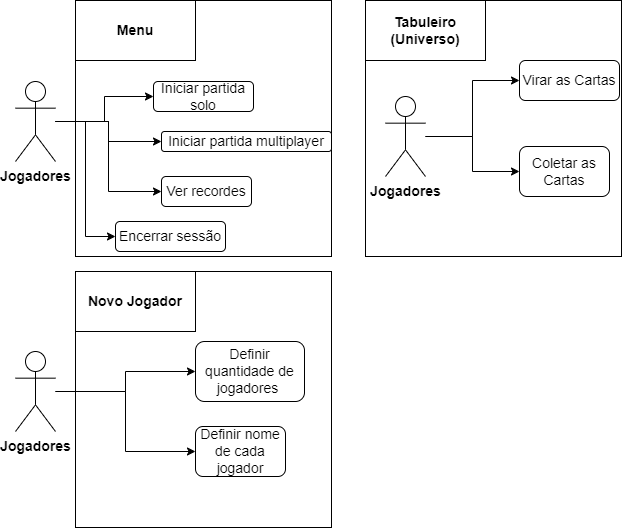 Menu
Iniciar partida
solo
Iniciar partida multiplayer
Ver recordes
Encerrar sessão
Jogadores
Tabuleiro
(Universo)
Virar as Cartas
Coletar as
Cartas
Jogadores
Novo Jogador
Definir
quantidade de
jogadores
Definir nome
de cada
jogador
Jogadores